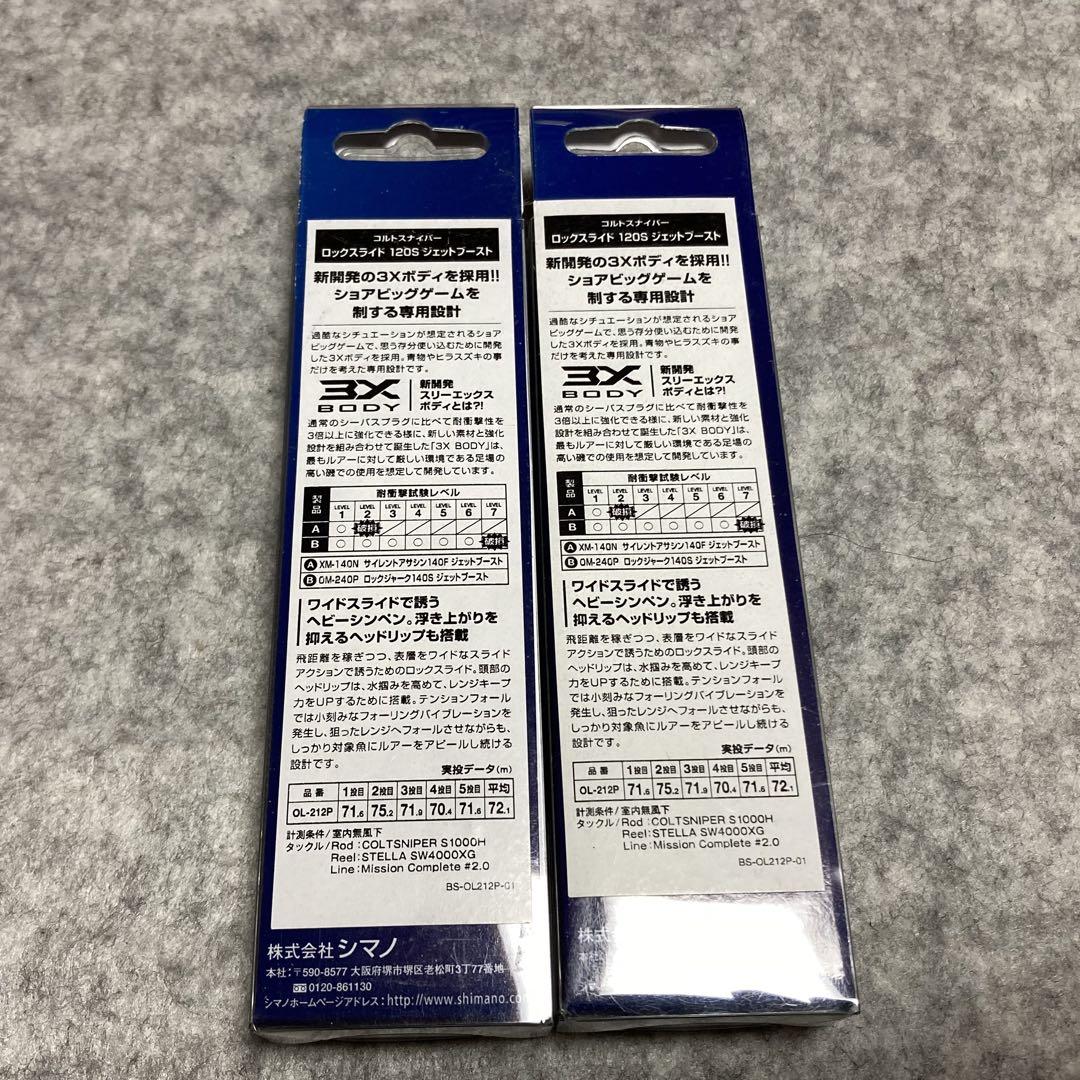 コルトスナイパー
ロックスライド 120S ジェットブースト
新開発の3Xボディを採用!!
ショアビッグゲームを
制する専用設計
過酷なシチュエーションが想定されるショア
ビッグゲームで、思う存分使い込むために開発
した3Xボディを採用。青物やヒラスズキの事
だけを考えた専用設計です。
3X BODY
新開発
スリーエックス
ボディとは?!
通常のシーバスプラグに比べて耐衝撃性を
3倍以上に強化できる様に、新しい素材と強化
設計を組み合わせて誕生した「3X BODY」は、
最もルアーに対して厳しい環境である足場の
高い磯での使用を想定して開発しています。
製品 耐衝撃試験レベル
LEVEL 1 LEVEL 2 LEVEL 3 LEVEL 4 LEVEL 5 LEVEL 6 LEVEL 7
A ○ 破損
B ○ ○ ○ ○ ○ ○ 破損
A XM-140N サイレントアサシン140F ジェットブースト
B OM-240P ロックジャーク140S ジェットブースト
ワイドスライドで誘う
ヘビーシンペン。浮き上がりを
抑えるヘッドリップも搭載
飛距離を稼ぎつつ、表層をワイドなスライド
アクションで誘うためのロックスライド。頭部の
ヘッドリップは、水掴みを高めて、レンジキープ
力をUPするために搭載。テンションフォール
では小刻みなフォーリングバイブレーションを
発生し、狙ったレンジへフォールさせながらも、
しっかり対象魚にルアーをアピールし続ける
設計です。
実投データ(m)
品番 1投目 2投目 3投目 4投目 5投目 平均
OL-212P 71.6 75.2 71.9 70.4 71.6 72.1
計測条件/室内無風下
タックル/Rod :COLTSNIPER S1000H
Reel:STELLA SW4000XG
Line:Mission Complete #2.0
BS-OL212P-01
株式会社シマノ
本社:〒590-8577 大阪府堺市堺区老松町3丁77番地
0120-861130
シマノホームページアドレス:http://www.shimano.co
コルトスナイパー
ロックスライド 120S ジェットブースト
新開発の3Xボディを採用!!
ショアビッグゲームを
制する専用設計
過酷なシチュエーションが想定されるショア
ビッグゲームで、思う存分使い込むために開発
した3Xボディを採用。青物やヒラスズキの事
だけを考えた専用設計です。
3X BODY
新開発
スリーエックス
ボディとは?!
通常のシーバスプラグに比べて耐衝撃性を
3倍以上に強化できる様に、新しい素材と強化
設計を組み合わせて誕生した「3X BODY」は、
最もルアーに対して厳しい環境である足場の
高い磯での使用を想定して開発しています。
製品 耐衝撃試験レベル
LEVEL 1 LEVEL 2 LEVEL 3 LEVEL 4 LEVEL 5 LEVEL 6 LEVEL 7
A ○ 破損
B ○ ○ ○ ○ ○ ○ 破損
A XM-140N サイレントアサシン140F ジェットブースト
B OM-240P ロックジャーク140S ジェットブースト
ワイドスライドで誘う
ヘビーシンペン。浮き上がりを
抑えるヘッドリップも搭載
飛距離を稼ぎつつ、表層をワイドなスライド
アクションで誘うためのロックスライド。頭部の
ヘッドリップは、水掴みを高めて、レンジキープ
力をUPするために搭載。テンションフォール
では小刻みなフォーリングバイブレーションを
発生し、狙ったレンジへフォールさせながらも、
しっかり対象魚にルアーをアピールし続ける
設計です。
実投データ(m)
品番 1投目 2投目 3投目 4投目 5投目 平均
OL-212P 71.6 75.2 71.9 70.4 71.6 72.1
計測条件/室内無風下
タックル/Rod :COLTSNIPER S1000H
Reel:STELLA SW4000XG
Line:Mission Complete #2.0
BS-OL212P-01
株式
本社